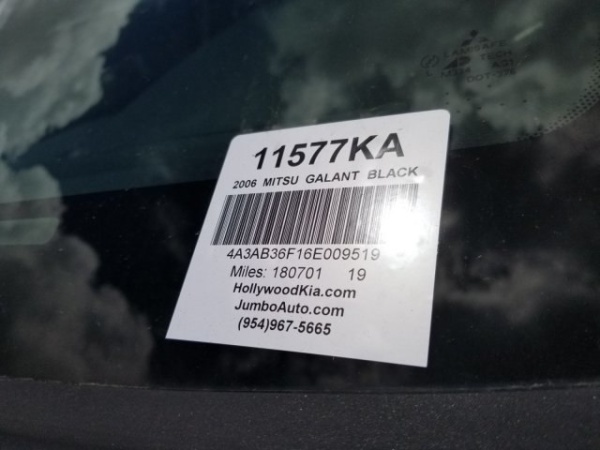 11577KA
2006 MITSU GALANT BLACK
4A3AB36F16E009519
Miles: 180701 19
HollywoodKia.com
JumboAuto.com
(954)967-5665